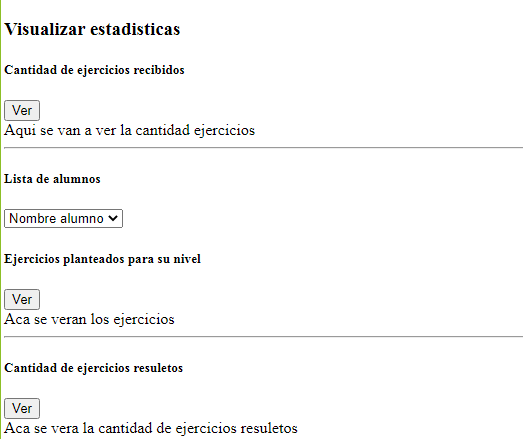 Visualizar estadisticas
Cantidad de ejercicios recibidos
Ver
Aqui se van a ver la cantidad ejercicios
Lista de alumnos
Nombre alumno
Ejercicios planteados para su nivel
Ver
Aca se veran los ejercicios
Cantidad de ejercicios resuletos
Ver
Aca se vera la cantidad de ejercicios resuletos